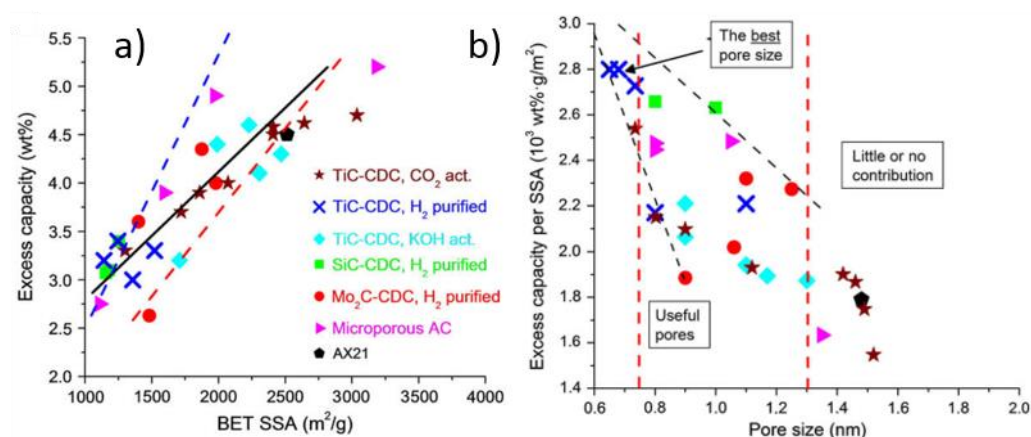 a)
Excess capacity (wt%)
5.5
5.0
4.5
4.0
3.5
3.0
2.5
2.0
TiC-CDC, CO₂ act.
TiC-CDC, H₂ purified
TiC-CDC, KOH act.
SiC-CDC, H₂ purified
Mo₂C-CDC, H₂ purified
Microporous AC
AX21
1000 1500 2000 2500 3000 3500 4000
BET SSA (m²/g)
b)
Excess capacity per SSA (10³ wt%·g/m²)
3.0
2.8
2.6
2.4
2.2
2.0
1.8
1.6
1.4
The best
pore size
Little or no
contribution
Useful
pores
0.6 0.8 1.0 1.2 1.4 1.6 1.8 2.0
Pore size (nm)